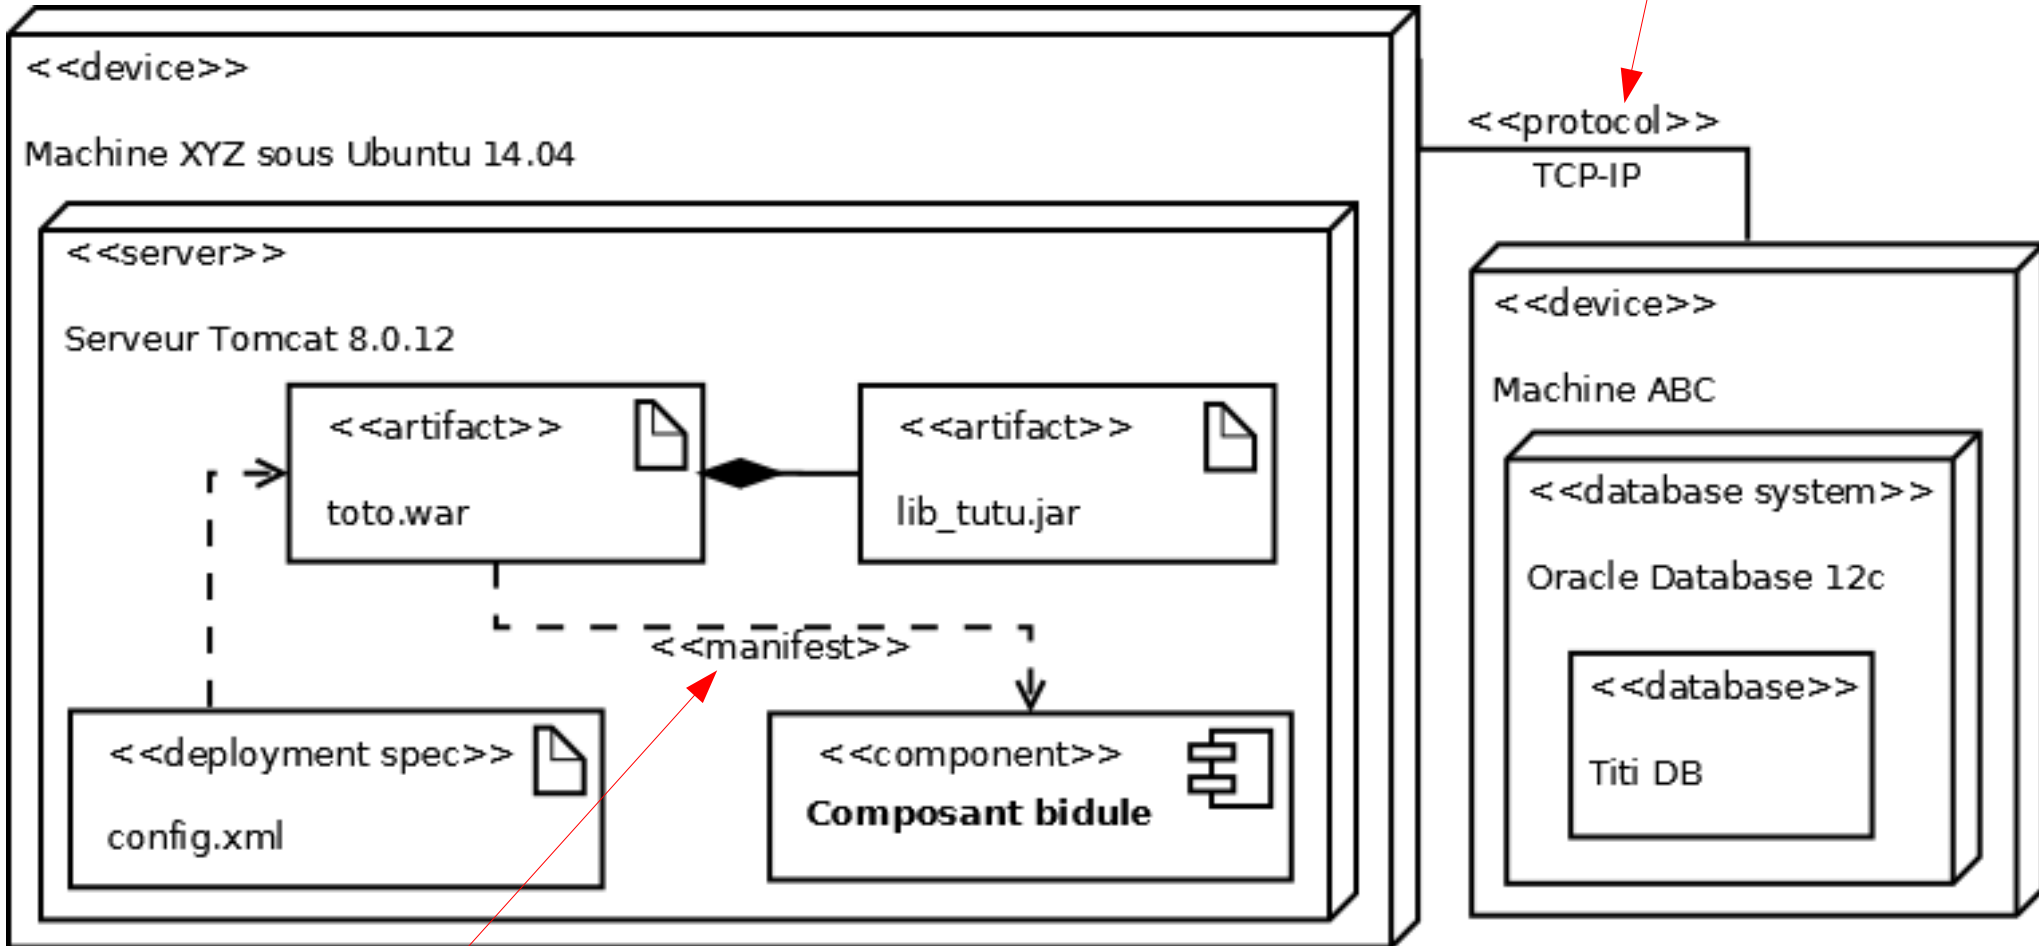 <<device>>
Machine XYZ sous Ubuntu 14.04
<<server>>
Serveur Tomcat 8.0.12
<<artifact>>
toto.war
<<artifact>>
lib_tutu.jar
<<manifest>>
<<deployment spec>>
config.xml
<<component>>
Composant bidule
<<protocol>>
TCP-IP
<<device>>
Machine ABC
<<database system>>
Oracle Database 12c
<<database>>
Titi DB